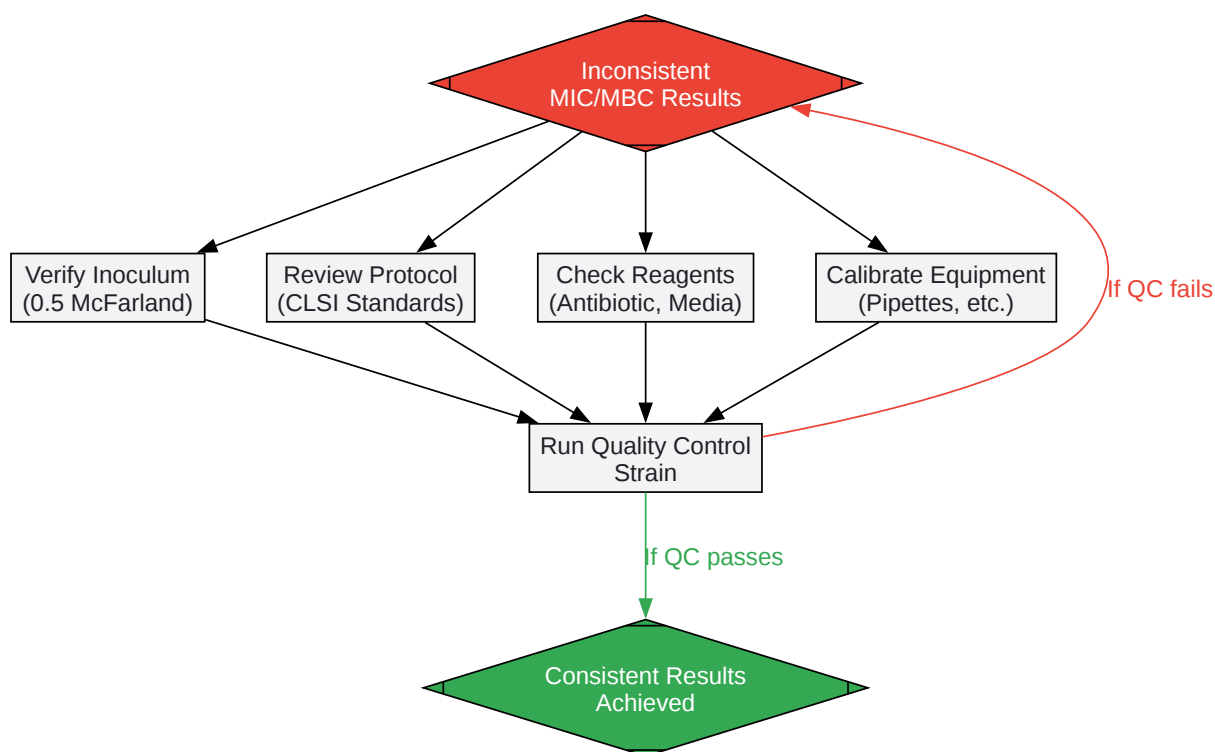 Inconsistent
MIC/MBC Results
Verify Inoculum
(0.5 McFarland)
Review Protocol
(CLSI Standards)
Check Reagents
(Antibiotic, Media)
Calibrate Equipment
(Pipettes, etc.)
If QC fails
Run Quality Control
Strain
If QC passes
Consistent Results
Achieved